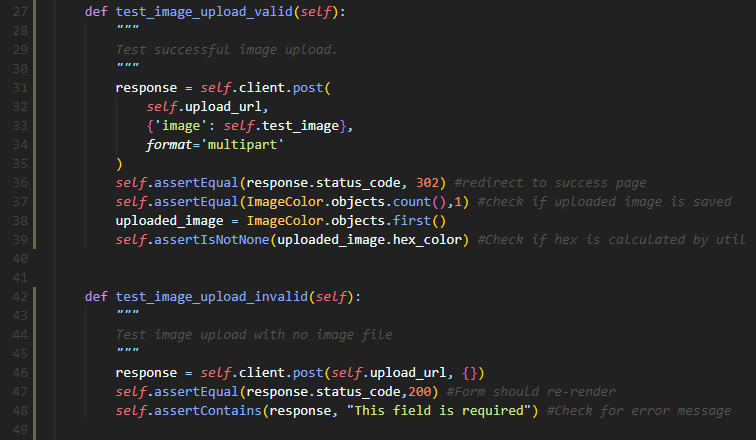 27 def test_image_upload_valid(self):
28 """
29 Test successful image upload.
30 """
31 response = self.client.post(
32 self.upload_url,
33 {'image': self.test_image},
34 format='multipart'
35 )
36 self.assertEqual(response.status_code, 302) #redirect to success page
37 self.assertEqual(ImageColor.objects.count(),1) #check if uploaded image is saved
38 uploaded_image = ImageColor.objects.first()
39 self.assertIsNotNone(uploaded_image.hex_color) #Check if hex is calculated by util
40
41
42 def test_image_upload_invalid(self):
43 """
44 Test image upload with no image file
45 """
46 response = self.client.post(self.upload_url, {})
47 self.assertEqual(response.status_code,200) #Form should re-render
48 self.assertContains(response, "This field is required") #Check for error message
49